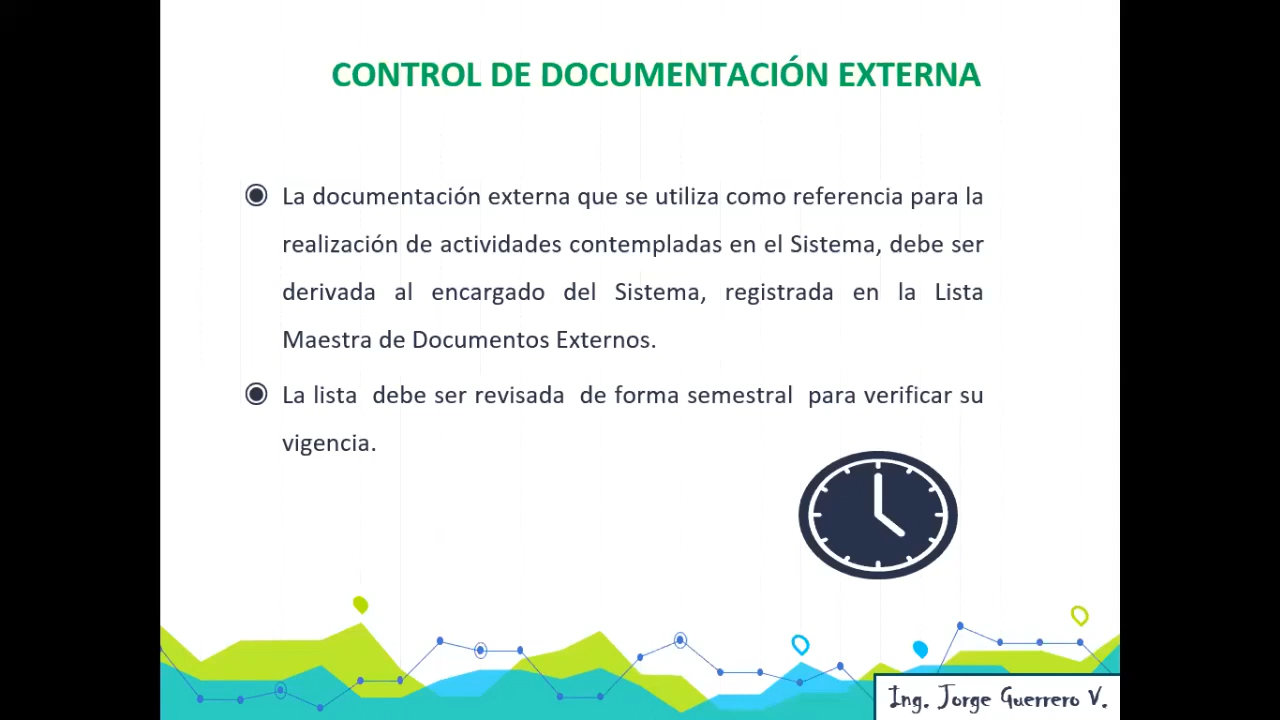 CONTROL DE DOCUMENTACIÓN EXTERNA
La documentación externa que se utiliza como referencia para la
realización de actividades contempladas en el Sistema, debe ser
derivada al encargado del Sistema, registrada en la Lista
Maestra de Documentos Externos.
La lista debe ser revisada de forma semestral para verificar su
vigencia.
Ing. Jorge Guerrero V.